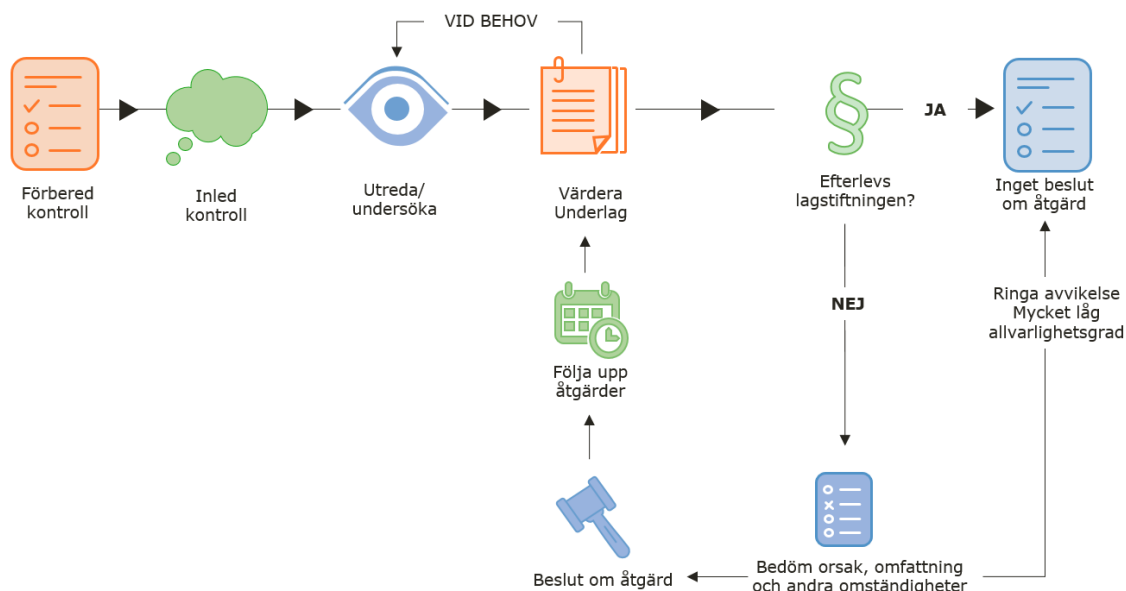 VID BEHOV
Förbered
kontroll
Inled
kontroll
Utreda/
undersöka
Värdera
Underlag
Efterlevs
lagstiftningen?
JA
Inget beslut
om åtgärd
NEJ
Ringa avvikelse
Mycket låg
allvarlighetsgrad
Följa upp
åtgärder
Beslut om åtgärd
Bedöm orsak, omfattning
och andra omständigheter